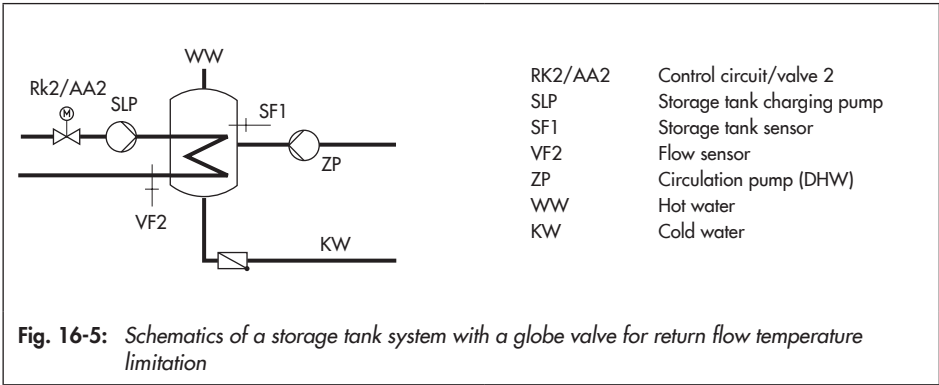 WW
Rk2/AA2
SLP
SF1
ZP
VF2
KW
M
RK2/AA2 Control circuit/valve 2
SLP Storage tank charging pump
SF1 Storage tank sensor
VF2 Flow sensor
ZP Circulation pump (DHW)
WW Hot water
KW Cold water
Fig. 16-5: Schematics of a storage tank system with a globe valve for return flow temperature
limitation